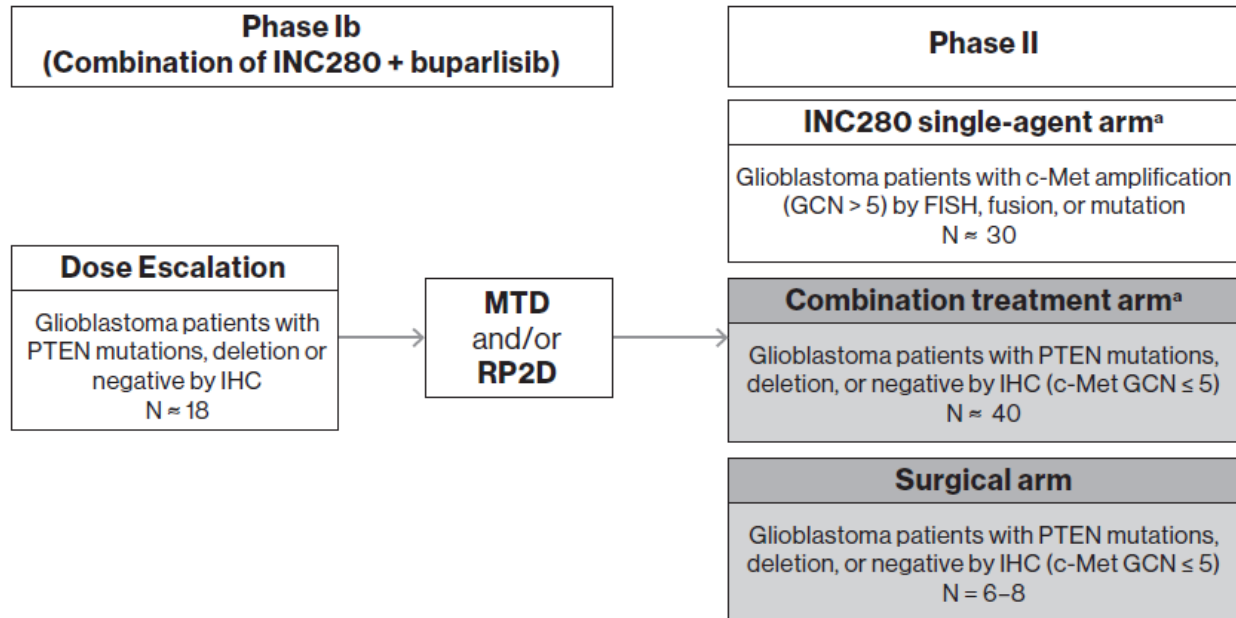 Phase Ib
(Combination of INC280 + buparlisib)
Phase II
INC280 single-agent armᵃ
Glioblastoma patients with c-Met amplification
(GCN > 5) by FISH, fusion, or mutation
N ≈ 30
Dose Escalation
Glioblastoma patients with
PTEN mutations, deletion or
negative by IHC
N ≈ 18
MTD
and/or
RP2D
Combination treatment armᵃ
Glioblastoma patients with PTEN mutations,
deletion, or negative by IHC (c-Met GCN ≤ 5)
N ≈ 40
Surgical arm
Glioblastoma patients with PTEN mutations,
deletion, or negative by IHC (c-Met GCN ≤ 5)
N = 6–8